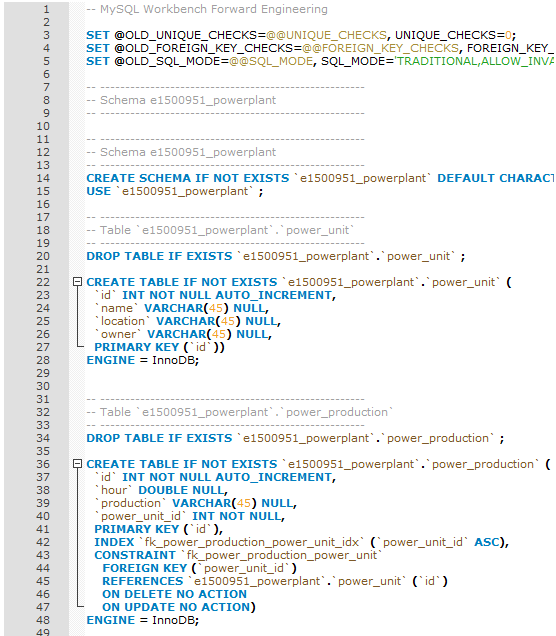 1 -- MySQL Workbench Forward Engineering
2
3 SET @OLD_UNIQUE_CHECKS=@@UNIQUE_CHECKS, UNIQUE_CHECKS=0;
4 SET @OLD_FOREIGN_KEY_CHECKS=@@FOREIGN_KEY_CHECKS, FOREIGN_KEY_
5 SET @OLD_SQL_MODE=@@SQL_MODE, SQL_MODE='TRADITIONAL,ALLOW_INVA
6
7 -- -----------------------------------------------------
8 -- Schema e1500951_powerplant
9 -- -----------------------------------------------------
10
11 -- -----------------------------------------------------
12 -- Schema e1500951_powerplant
13 -- -----------------------------------------------------
14 CREATE SCHEMA IF NOT EXISTS `e1500951_powerplant` DEFAULT CHARACT
15 USE `e1500951_powerplant` ;
16
17 -- -----------------------------------------------------
18 -- Table `e1500951_powerplant`.`power_unit`
19 -- -----------------------------------------------------
20 DROP TABLE IF EXISTS `e1500951_powerplant`.`power_unit` ;
21
22 CREATE TABLE IF NOT EXISTS `e1500951_powerplant`.`power_unit` (
23 `id` INT NOT NULL AUTO_INCREMENT,
24 `name` VARCHAR(45) NULL,
25 `location` VARCHAR(45) NULL,
26 `owner` VARCHAR(45) NULL,
27 PRIMARY KEY (`id`))
28 ENGINE = InnoDB;
29
30
31 -- -----------------------------------------------------
32 -- Table `e1500951_powerplant`.`power_production`
33 -- -----------------------------------------------------
34 DROP TABLE IF EXISTS `e1500951_powerplant`.`power_production` ;
35
36 CREATE TABLE IF NOT EXISTS `e1500951_powerplant`.`power_production` (
37 `id` INT NOT NULL AUTO_INCREMENT,
38 `hour` DOUBLE NULL,
39 `production` VARCHAR(45) NULL,
40 `power_unit_id` INT NOT NULL,
41 PRIMARY KEY (`id`),
42 INDEX `fk_power_production_power_unit_idx` (`power_unit_id` ASC),
43 CONSTRAINT `fk_power_production_power_unit`
44 FOREIGN KEY (`power_unit_id`)
45 REFERENCES `e1500951_powerplant`.`power_unit` (`id`)
46 ON DELETE NO ACTION
47 ON UPDATE NO ACTION)
48 ENGINE = InnoDB;
49